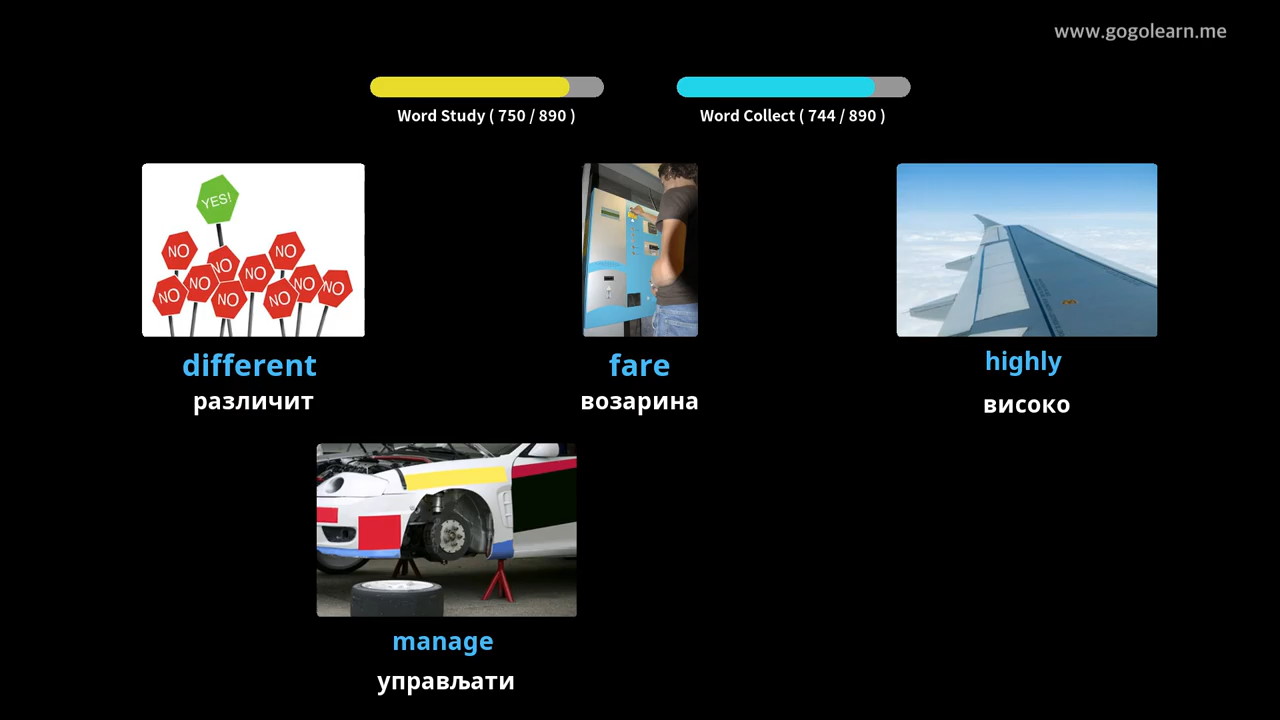 www.gogolearn.me
Word Study ( 750 / 890 )
Word Collect ( 744 / 890 )
YES!
NO
NO
NO
NO
NO
NO
NO
NO
NO
NO
different
различит
fare
возарина
highly
високо
manage
управљати